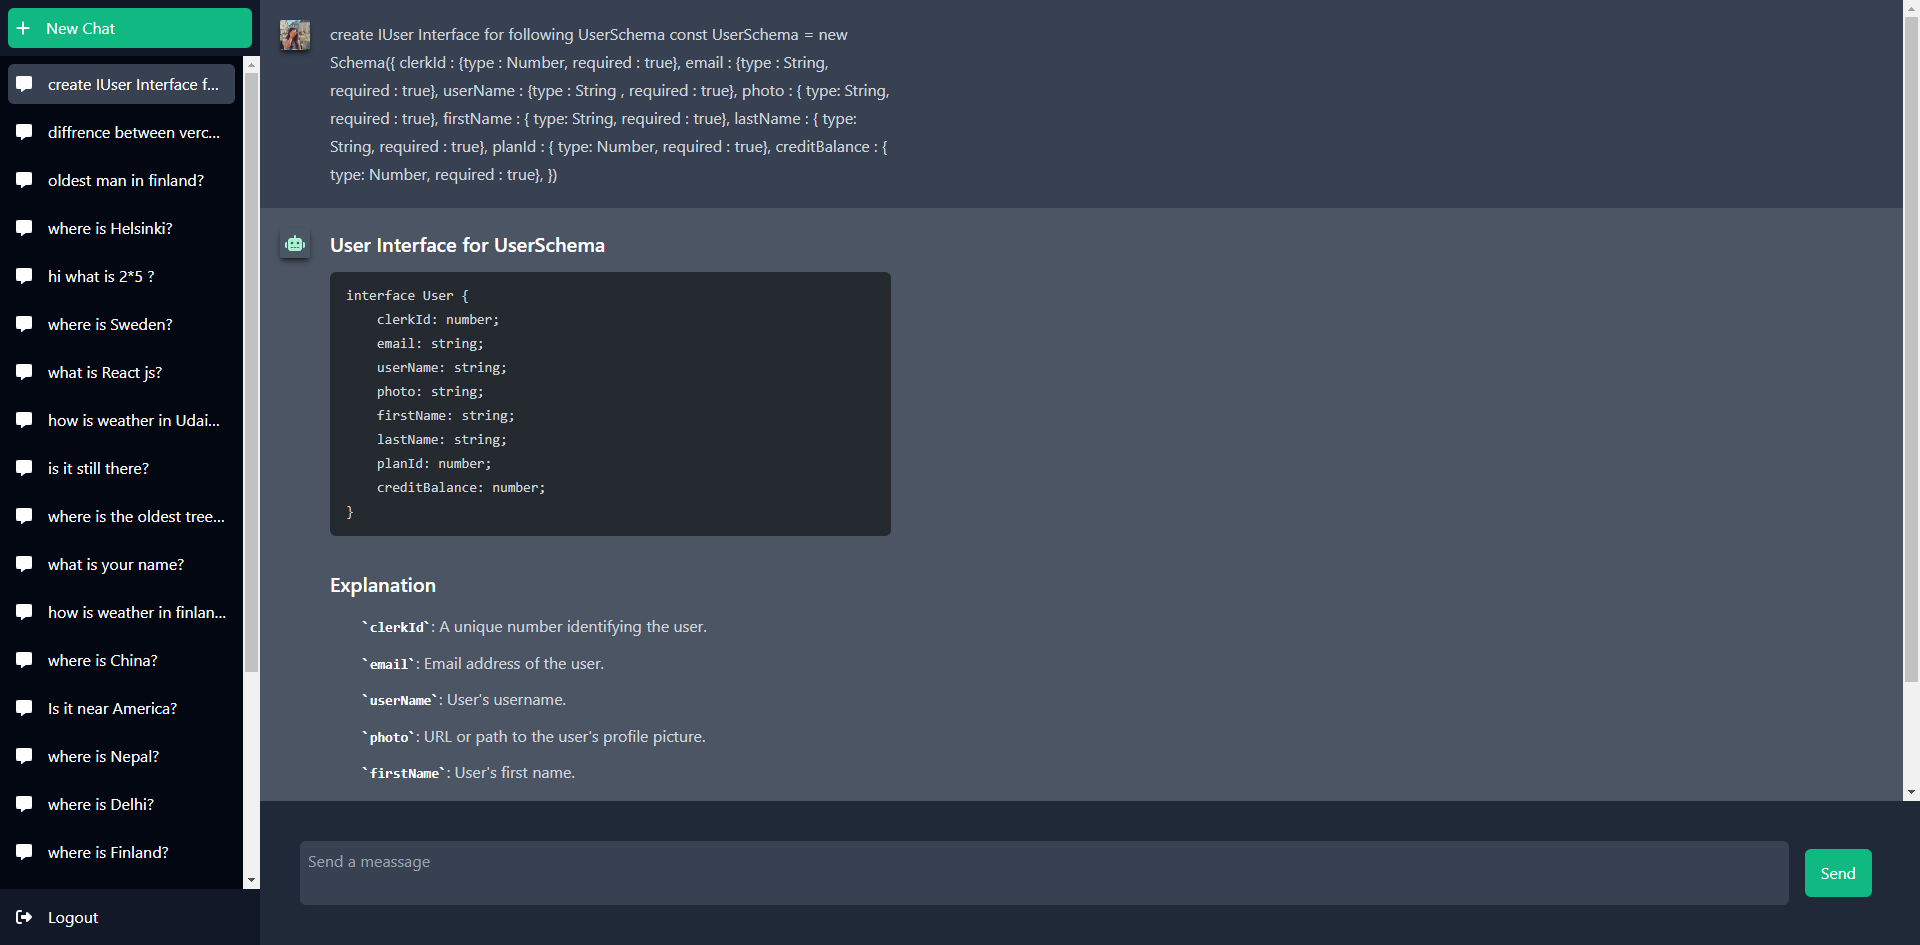 New Chat
create IUser Interface f...
diffrence between verc...
oldest man in finland?
where is Helsinki?
hi what is 2*5 ?
where is Sweden?
what is React js?
how is weather in Udai...
is it still there?
where is the oldest tree...
what is your name?
how is weather in finlan...
where is China?
Is it near America?
where is Nepal?
where is Delhi?
where is Finland?
Logout
create IUser Interface for following UserSchema const UserSchema = new
Schema({ clerkId : {type : Number, required : true}, email : {type : String,
required : true}, userName : {type : String , required : true}, photo : { type: String,
required : true}, firstName : { type: String, required : true}, lastName : { type:
String, required : true}, planId : { type: Number, required : true}, creditBalance : {
type: Number, required : true}, })
User Interface for UserSchema
interface User {
    clerkId: number;
    email: string;
    userName: string;
    photo: string;
    firstName: string;
    lastName: string;
    planId: number;
    creditBalance: number;
}
Explanation
`clerkId`: A unique number identifying the user.
`email`: Email address of the user.
`userName`: User's username.
`photo`: URL or path to the user's profile picture.
`firstName`: User's first name.
Send a meassage
Send